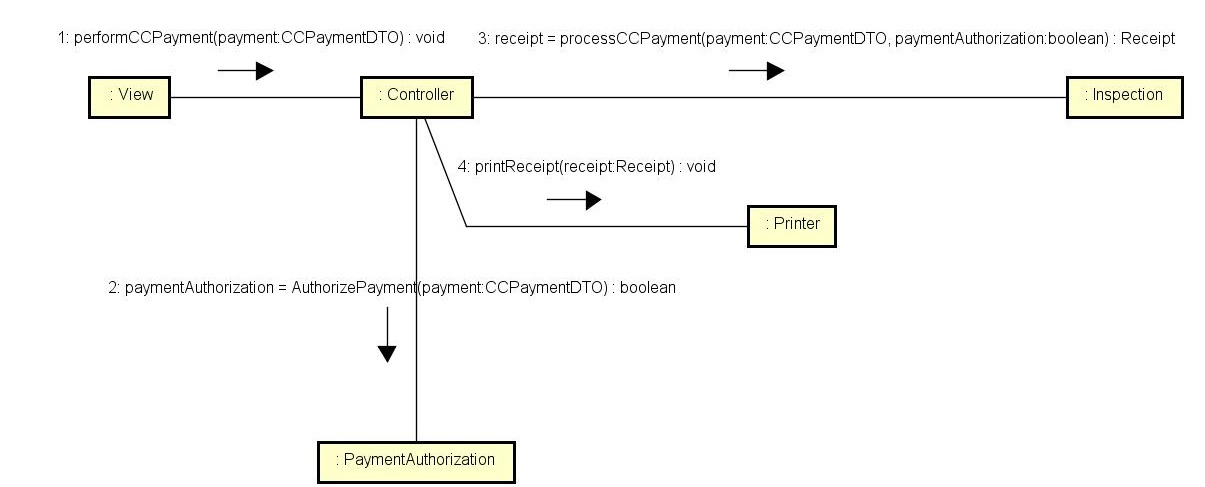 1: performCCPayment(payment:CCPaymentDTO) : void
3: receipt = processCCPayment(payment:CCPaymentDTO, paymentAuthorization:boolean) : Receipt
: View
: Controller
: Inspection
4: printReceipt(receipt:Receipt) : void
: Printer
2: paymentAuthorization = AuthorizePayment(payment:CCPaymentDTO) : boolean
: PaymentAuthorization